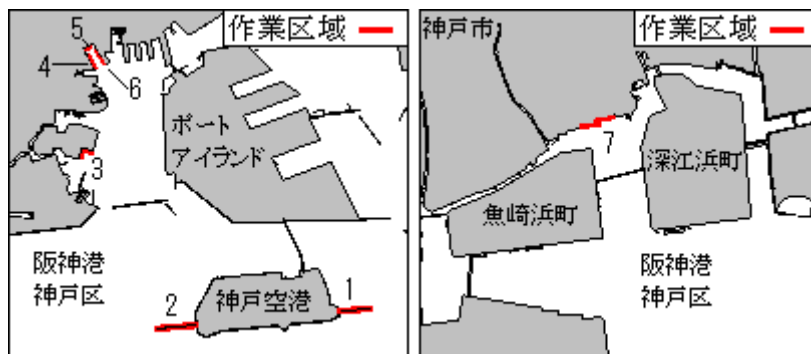 作業区域
5
4
6
ポート
アイランド
3
阪神港
神戸区
2
神戸空港
1
神戸市
作業区域
7
深江浜町
魚崎浜町
阪神港
神戸区